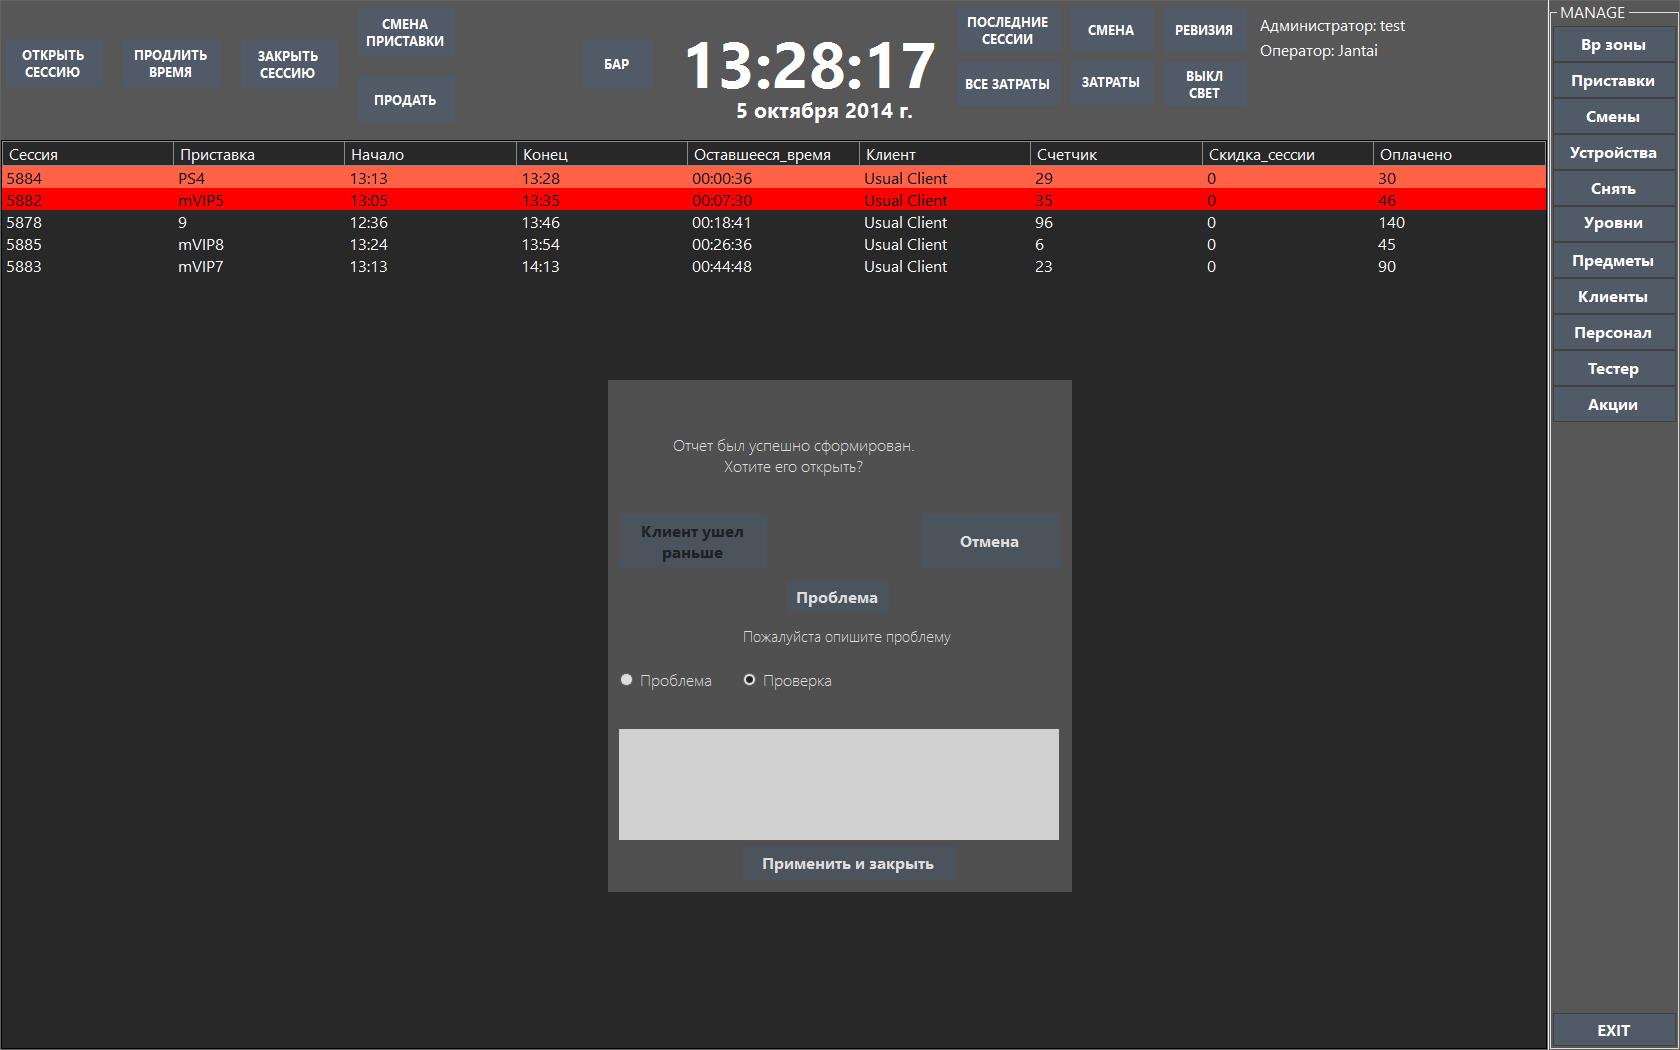 ОТКРЫТЬ
СЕССИЮ
ПРОДЛИТЬ
ВРЕМЯ
ЗАКРЫТЬ
СЕССИЮ
СМЕНА
ПРИСТАВКИ
ПРОДАТЬ
БАР
13:28:17
5 октября 2014 г.
ПОСЛЕДНИЕ
СЕССИИ
СМЕНА
РЕВИЗИЯ
ВСЕ ЗАТРАТЫ
ЗАТРАТЫ
ВЫКЛ
СВЕТ
Администратор: test
Оператор: Jantai
Сессия Приставка Начало Конец Оставшееся_время Клиент Счетчик Скидка_сессии Оплачено
5884 PS4 13:13 13:28 00:00:36 Usual Client 29 0 30
5882 mVIP5 13:05 13:35 00:07:30 Usual Client 35 0 46
5878 9 12:36 13:46 00:18:41 Usual Client 96 0 140
5885 mVIP8 13:24 13:54 00:26:36 Usual Client 6 0 45
5883 mVIP7 13:13 14:13 00:44:48 Usual Client 23 0 90
Отчет был успешно сформирован.
Хотите его открыть?
Клиент ушел
раньше
Отмена
Проблема
Пожалуйста опишите проблему
Проблема Проверка
Применить и закрыть
MANAGE
Вр зоны
Приставки
Смены
Устройства
Снять
Уровни
Предметы
Клиенты
Персонал
Тестер
Акции
EXIT